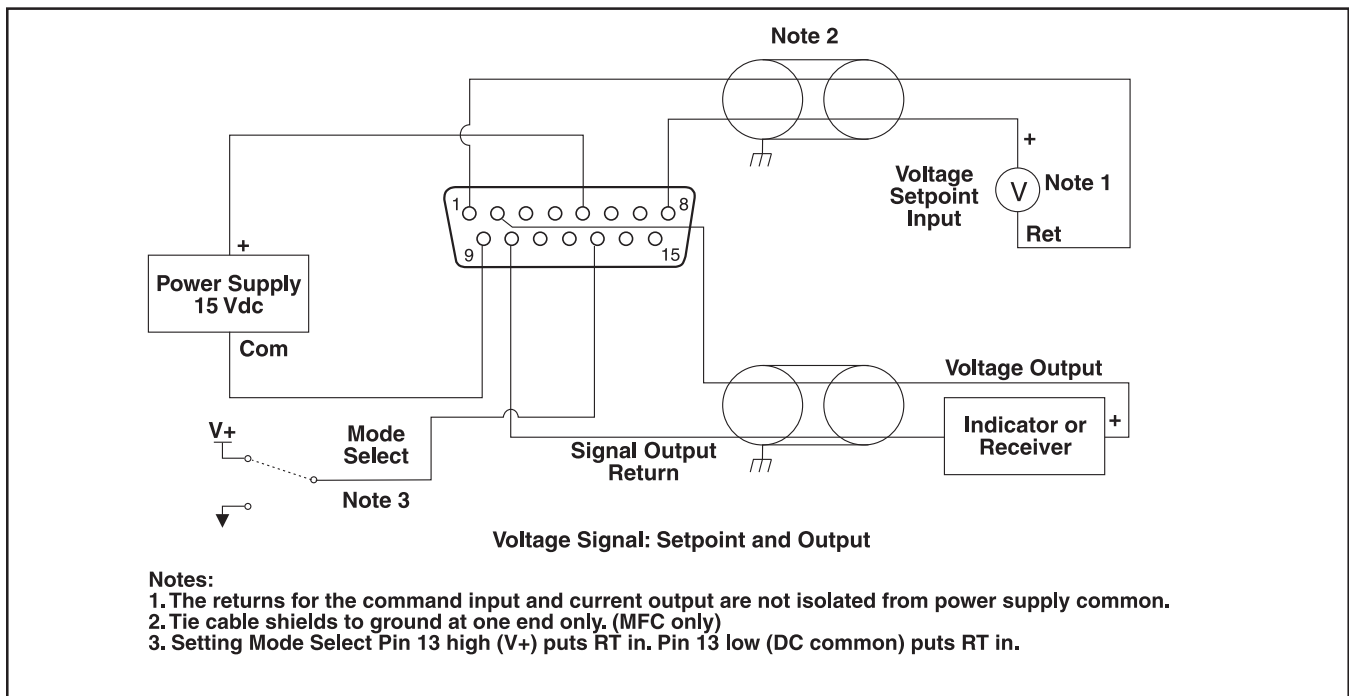 Note 2
+
Voltage
Setpoint
Input
V
Note 1
Ret
1
8
9
15
+
Power Supply
15 Vdc
Com
Voltage Output
Indicator or
Receiver
+
V+
Mode
Select
Note 3
Signal Output
Return
Voltage Signal: Setpoint and Output
Notes:
1. The returns for the command input and current output are not isolated from power supply common.
2. Tie cable shields to ground at one end only. (MFC only)
3. Setting Mode Select Pin 13 high (V+) puts RT in. Pin 13 low (DC common) puts RT in.